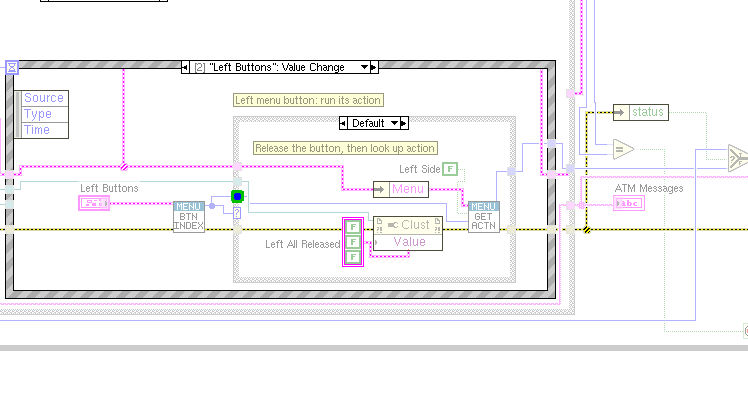 [2] "Left Buttons": Value Change
Source
Type
Time
Left menu button: run its action
Default
Release the button, then look up action
status
Left Side
F
Left Buttons
Menu
ATM Messages
abc
MENU
BTN
INDEX
MENU
GET
ACTN
?
Left All Released
F
F
F
Clust
?!
?!
Value
=